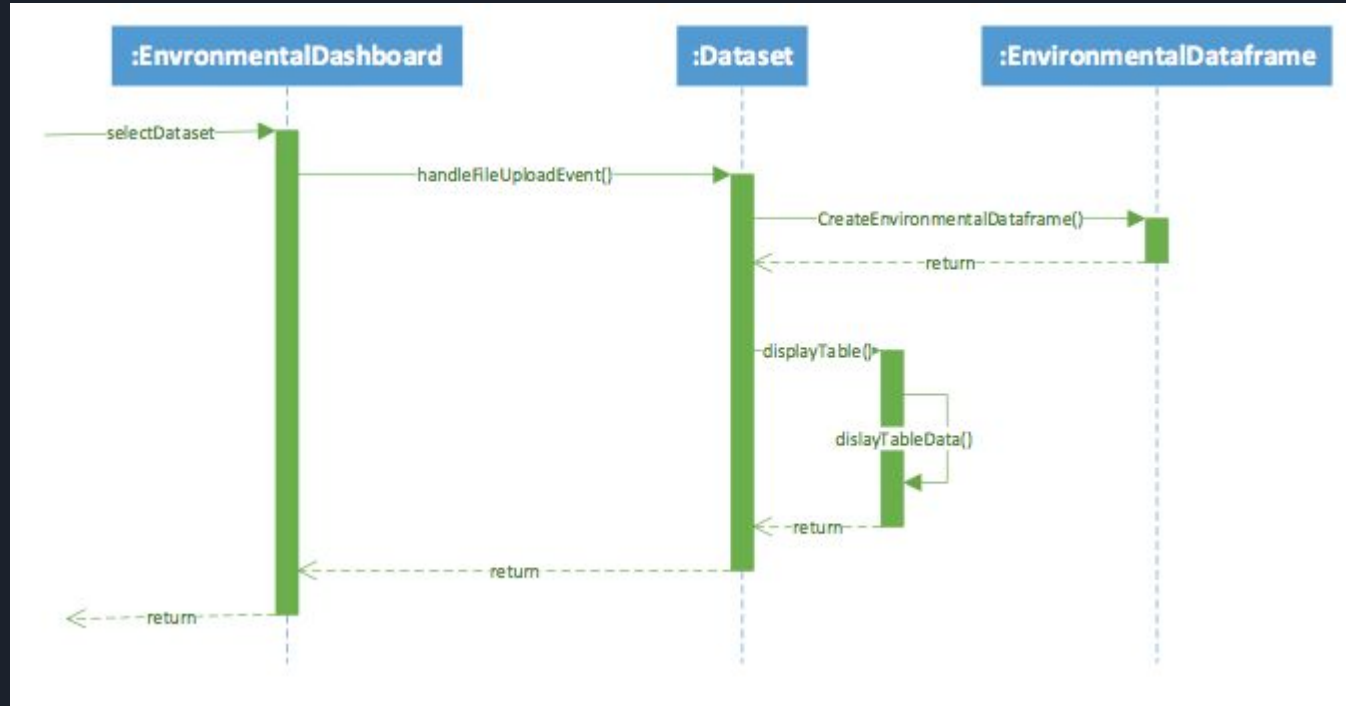 :EnvronmentalDashboard
:Dataset
:EnvironmentalDataframe
selectDataset
handleFileUploadEvent()
CreateEnvironmentalDataframe()
return
displayTable()
dislayTableData()
return
return
return